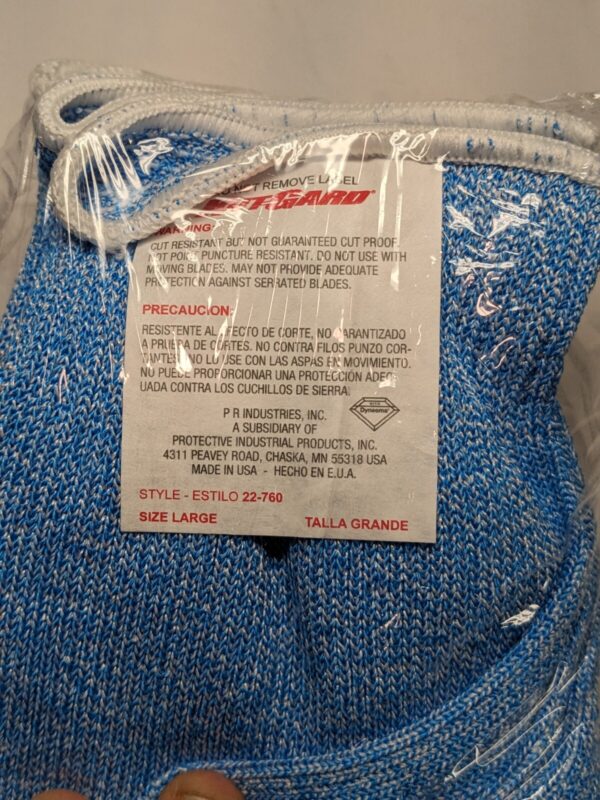 NOT REMOVE LABEL
WARNING:
CUT RESISTANT BUT NOT GUARANTEED CUT PROOF.
NOT POINT PUNCTURE RESISTANT. DO NOT USE WITH
MOVING BLADES. MAY NOT PROVIDE ADEQUATE
PROTECTION AGAINST SERRATED BLADES.
PRECAUCION:
RESISTENTE AL EFECTO DE CORTE, NO GARANTIZADO
A PRUEBA DE CORTES. NO CONTRA FILOS PUNZO COR-
TANTES. NO LO USE CON LAS ASPAS EN MOVIMIENTO.
NO PUEDE PROPORCIONAR UNA PROTECCIÓN ADEC-
UADA CONTRA LOS CUCHILLOS DE SIERRA.
P R INDUSTRIES, INC.
A SUBSIDIARY OF
PROTECTIVE INDUSTRIAL PRODUCTS, INC.
4311 PEAVEY ROAD, CHASKA, MN 55318 USA
MADE IN USA - HECHO EN E.U.A.
Dyneema
STYLE - ESTILO 22-760
SIZE LARGE TALLA GRANDE